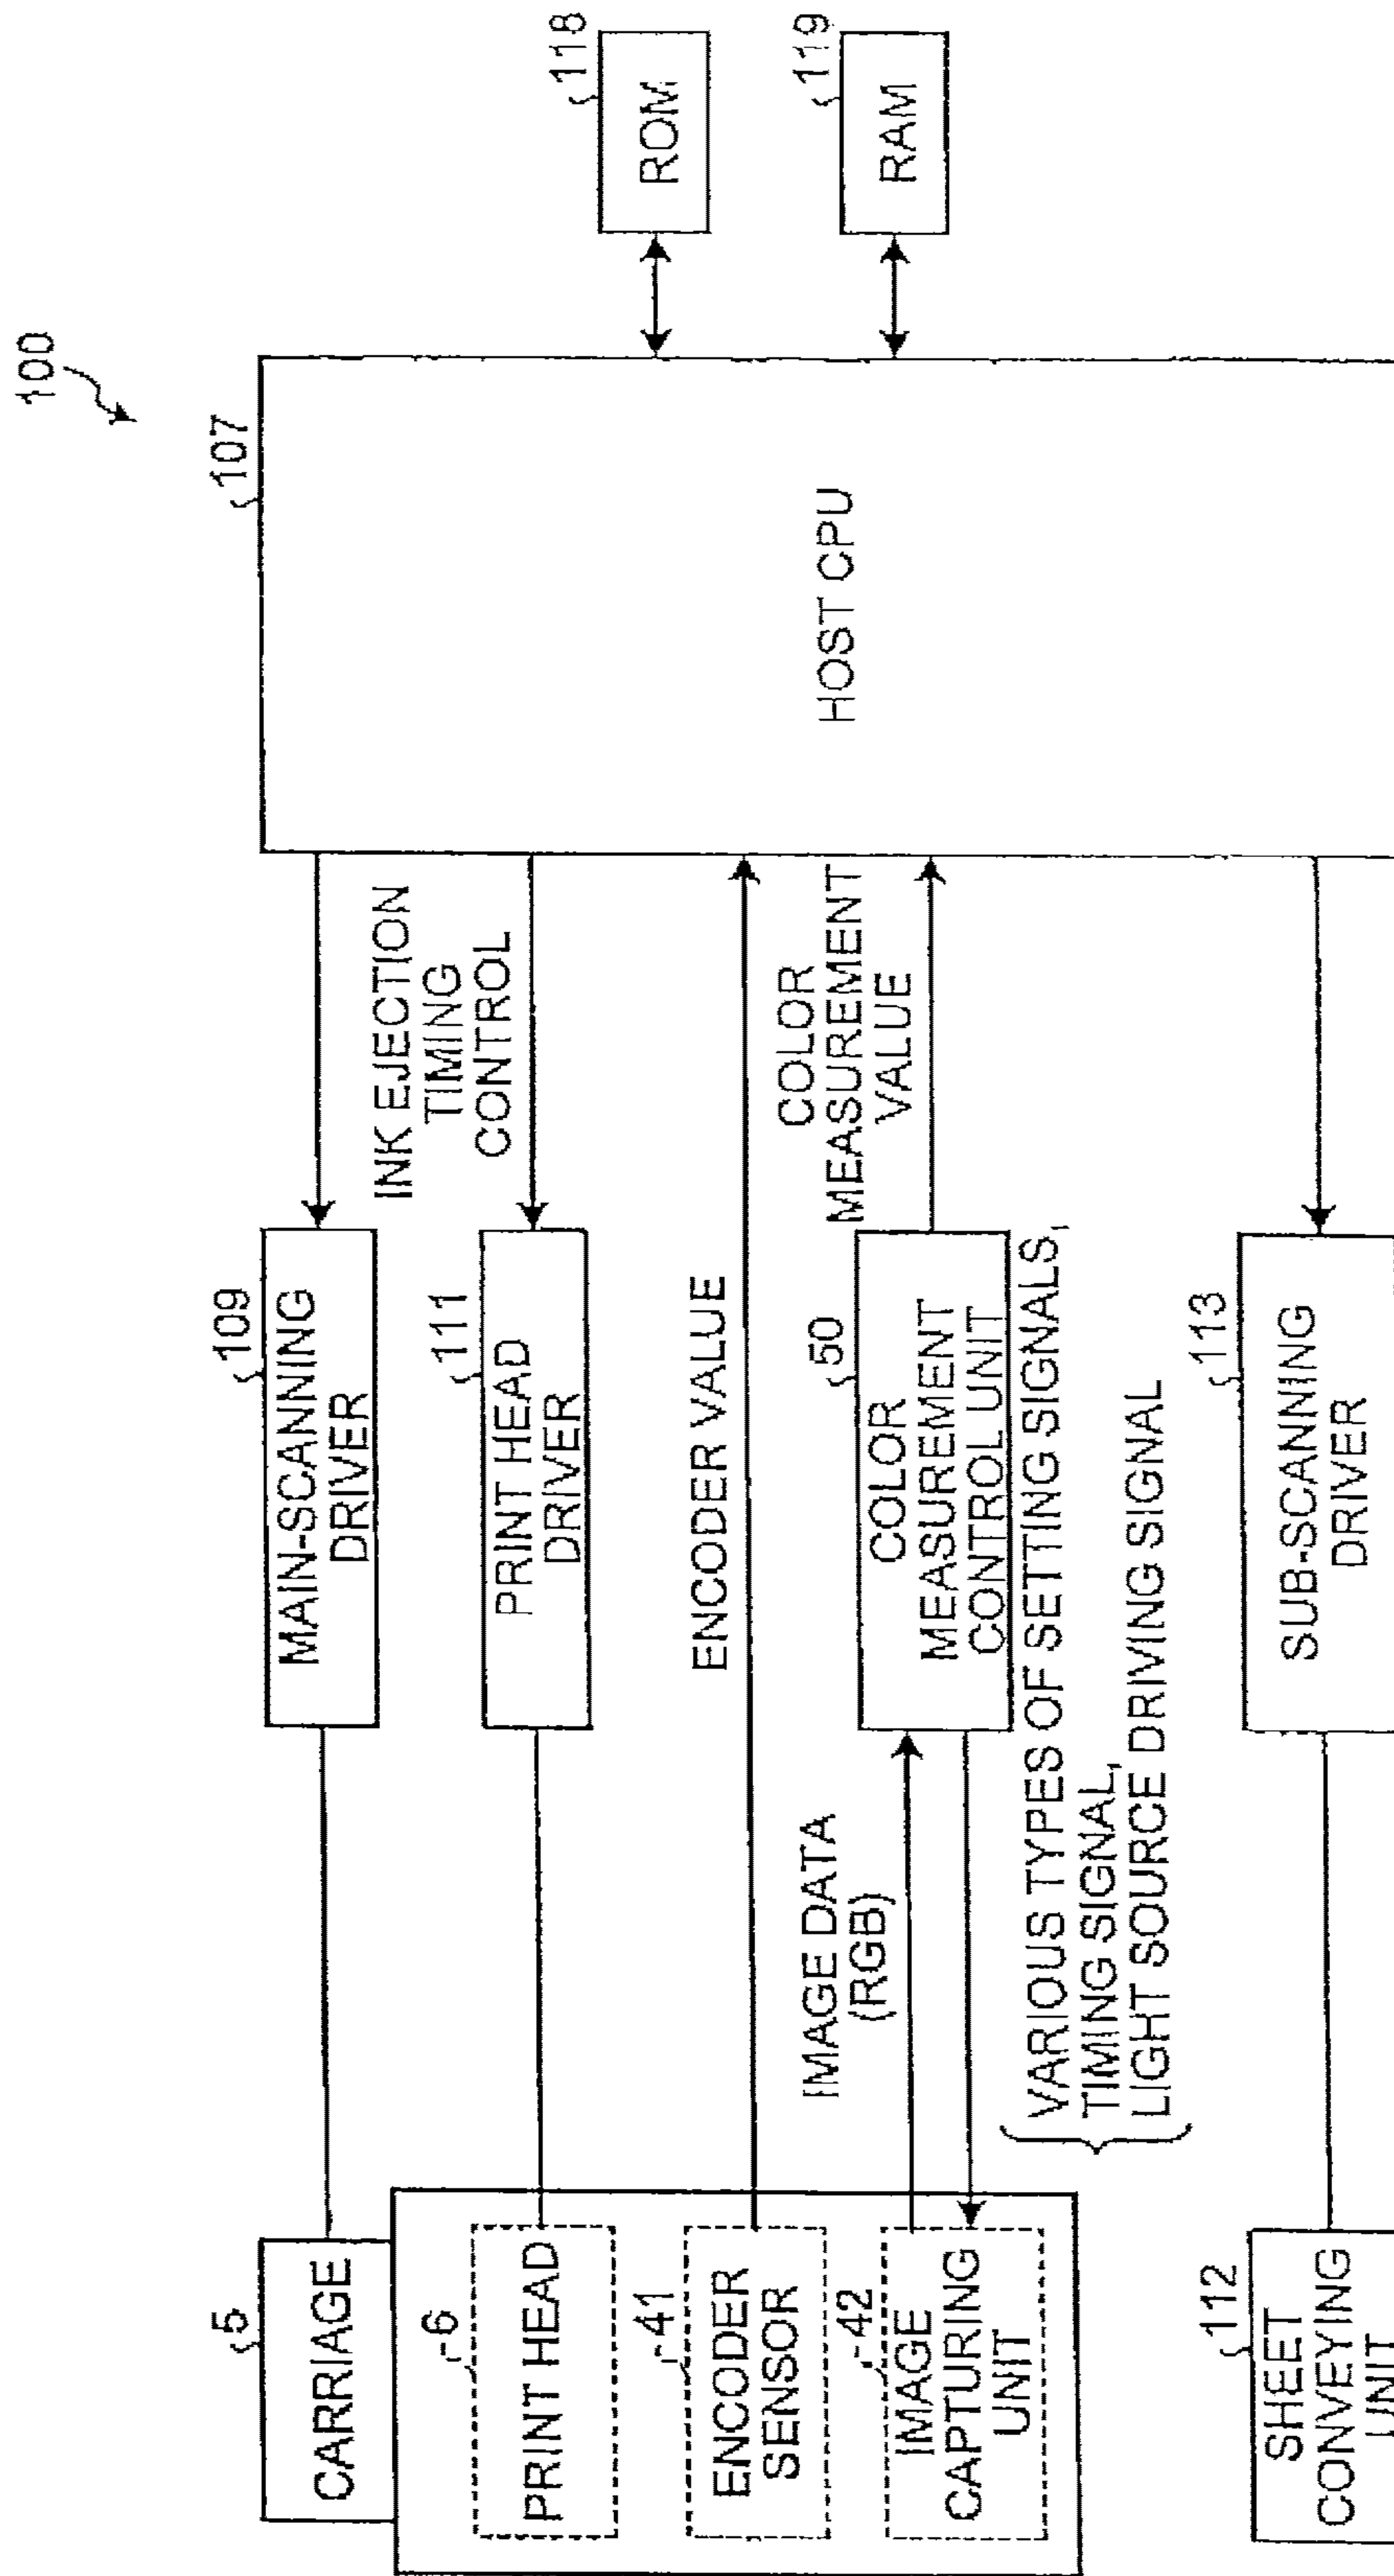 100
5
CARRIAGE
6
PRINT HEAD
41
ENCODER
SENSOR
42
IMAGE
CAPTURING
UNIT
112
SHEET
CONVEYING
UNIT
109
MAIN-SCANNING
DRIVER
111
PRINT HEAD
DRIVER
INK EJECTION
TIMING
CONTROL
ENCODER VALUE
IMAGE DATA
(RGB)
50
COLOR
MEASUREMENT
CONTROL UNIT
COLOR
MEASUREMENT
VALUE
VARIOUS TYPES OF SETTING SIGNALS,
TIMING SIGNAL,
LIGHT SOURCE DRIVING SIGNAL
113
SUB-SCANNING
DRIVER
107
HOST CPU
118
ROM
119
RAM